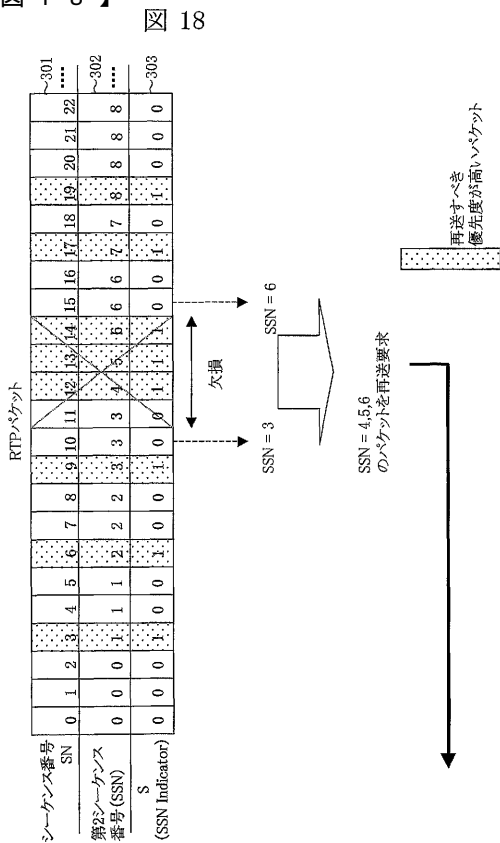 図 18
RTPパケット
シーケンス番号 SN 0 1 2 3 4 5 6 7 8 9 10 11 12 13 14 15 16 17 18 19 20 21 22 ~301
第2シーケンス番号(SSN) 0 0 0 1 1 1 2 2 2 3 3 3 4 5 6 6 6 7 7 8 8 8 8 ~302
S (SSN Indicator) 0 0 0 1 0 0 1 0 0 1 0 0 1 1 1 0 0 1 0 1 0 0 0 ~303
欠損
SSN = 3
SSN = 6
SSN = 4,5,6
のパケットを再送要求
再送すべき
優先度が高いパケット